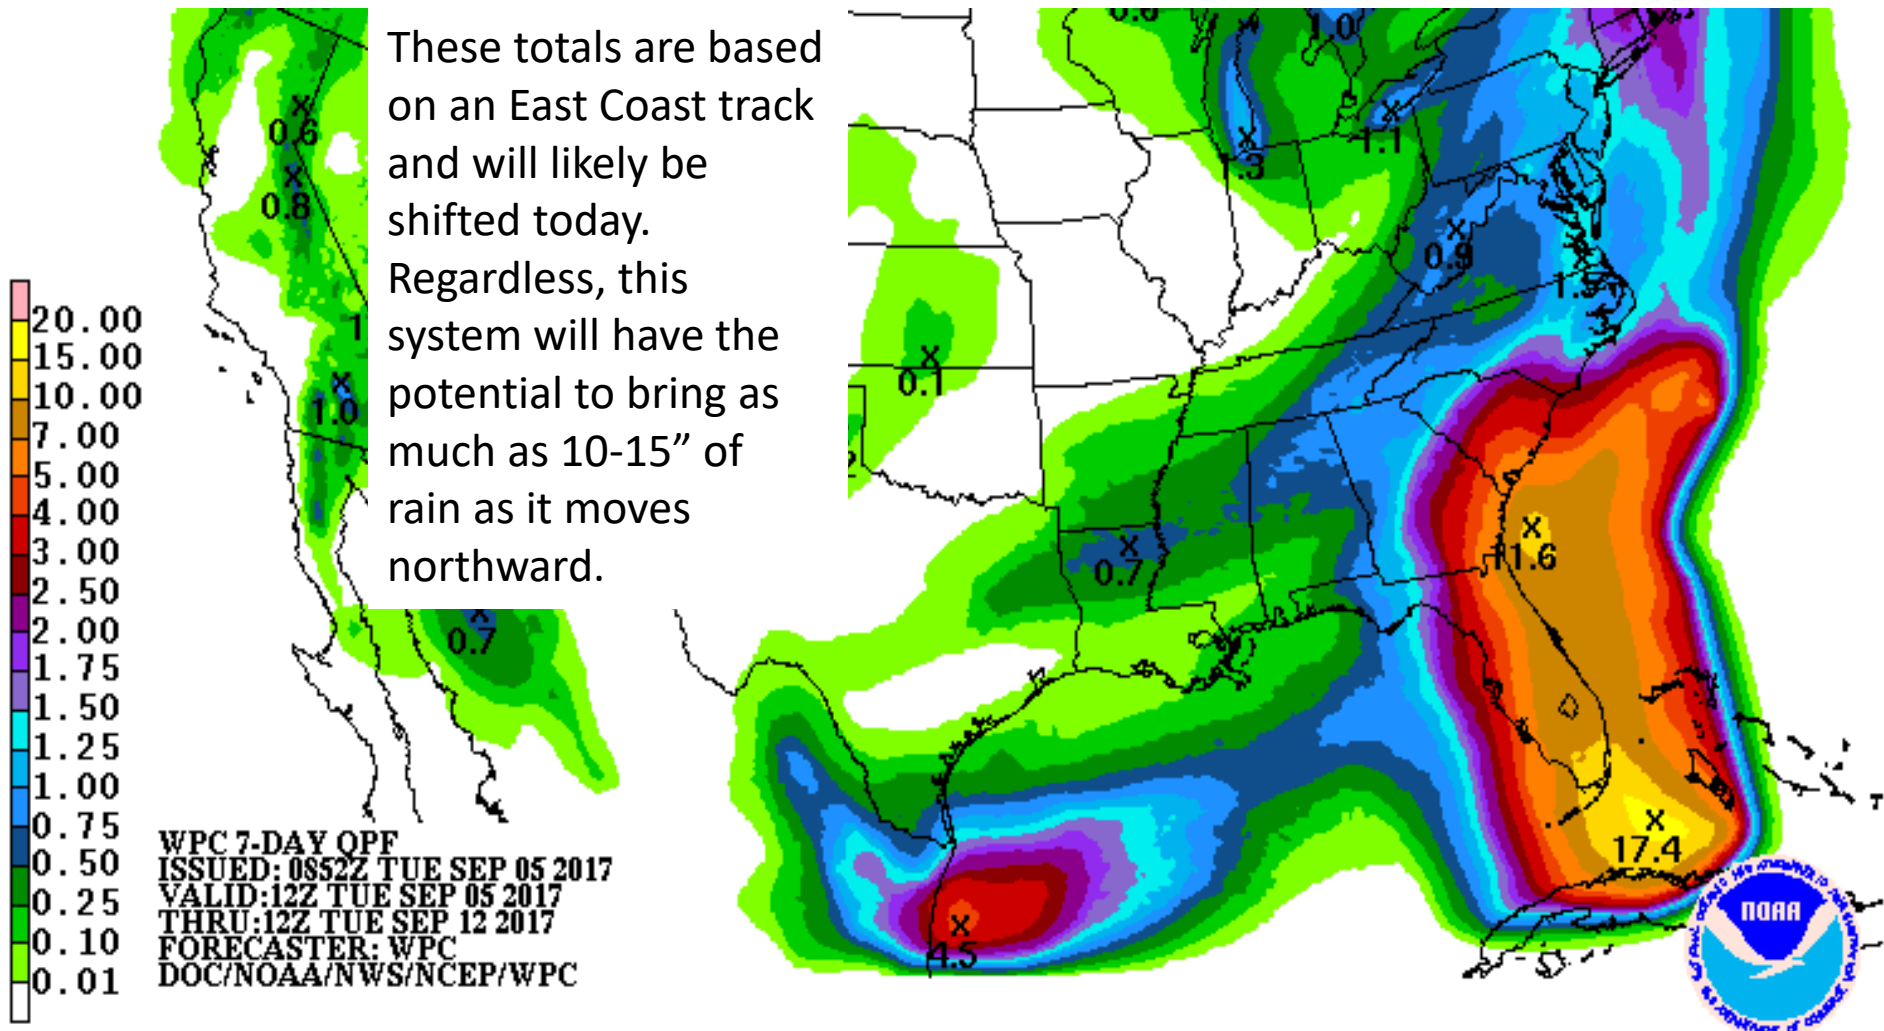 These totals are based
on an East Coast track
and will likely be
shifted today.
Regardless, this
system will have the
potential to bring as
much as 10-15” of
rain as it moves
northward.
0.6
0.8
1.0
0.7
1.0
1.3
1.1
0.9
0.1
0.7
11.6
17.4
4.5
20.00
15.00
10.00
7.00
5.00
4.00
3.00
2.50
2.00
1.75
1.50
1.25
1.00
0.75
0.50
0.25
0.10
0.01
WPC 7-DAY QPF
ISSUED: 0852Z TUE SEP 05 2017
VALID:12Z TUE SEP 05 2017
THRU:12Z TUE SEP 12 2017
FORECASTER: WPC
DOC/NOAA/NWS/NCEP/WPC
NOAA